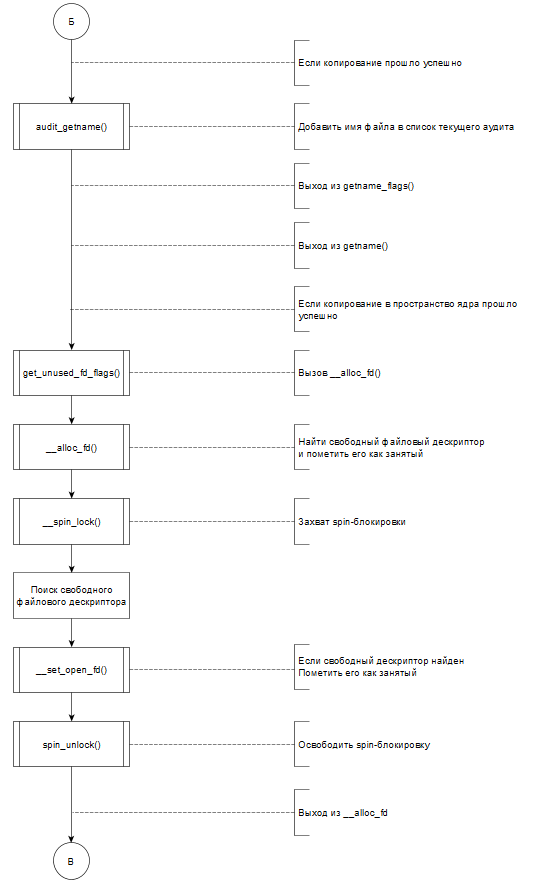 Б
Если копирование прошло успешно
audit_getname()
Добавить имя файла в список текущего аудита
Выход из getname_flags()
Выход из getname()
Если копирование в пространство ядра прошло
успешно
get_unused_fd_flags()
Вызов __alloc_fd()
__alloc_fd()
Найти свободный файловый дескриптор
и пометить его как занятый
__spin_lock()
Захват spin-блокировки
Поиск свободного
файлового дескриптора
__set_open_fd()
Если свободный дескриптор найден
Пометить его как занятый
spin_unlock()
Освободить spin-блокировку
Выход из __alloc_fd
В